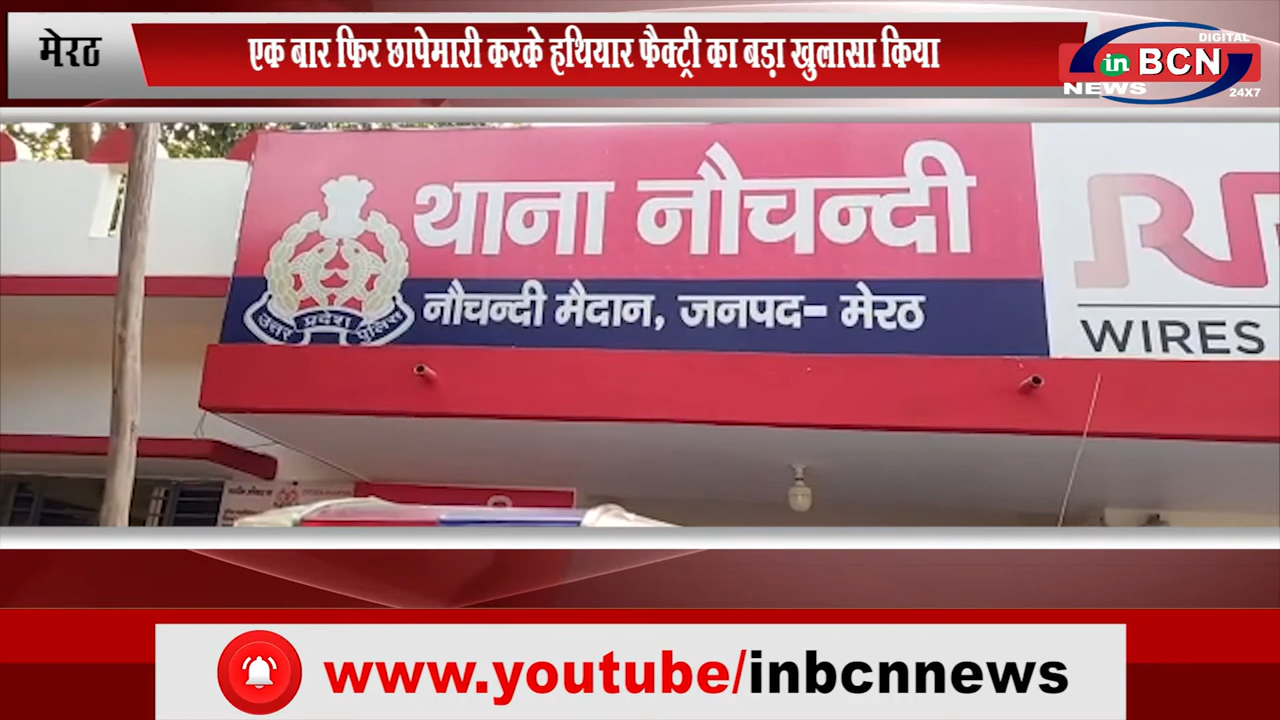 मेरठ
एक बार फिर छापेमारी करके हथियार फैक्ट्री का बड़ा खुलासा किया
DIGITAL
in BCN
NEWS
24X7
थाना नौचन्दी
नौचन्दी मैदान, जनपद- मेरठ
उत्तर प्रदेश पुलिस
WIRES
www.youtube/inbcnnews